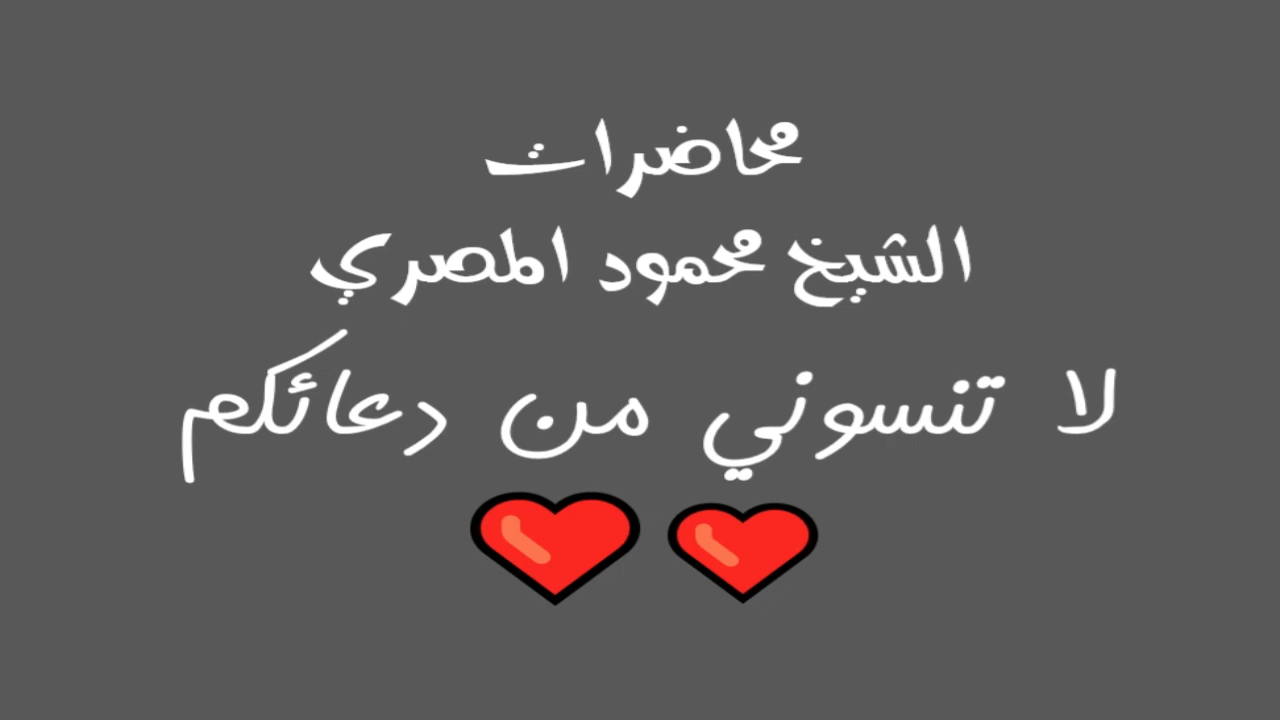 محاضرات
الشيخ محمود المصري
لا تنسوني من دعائكم